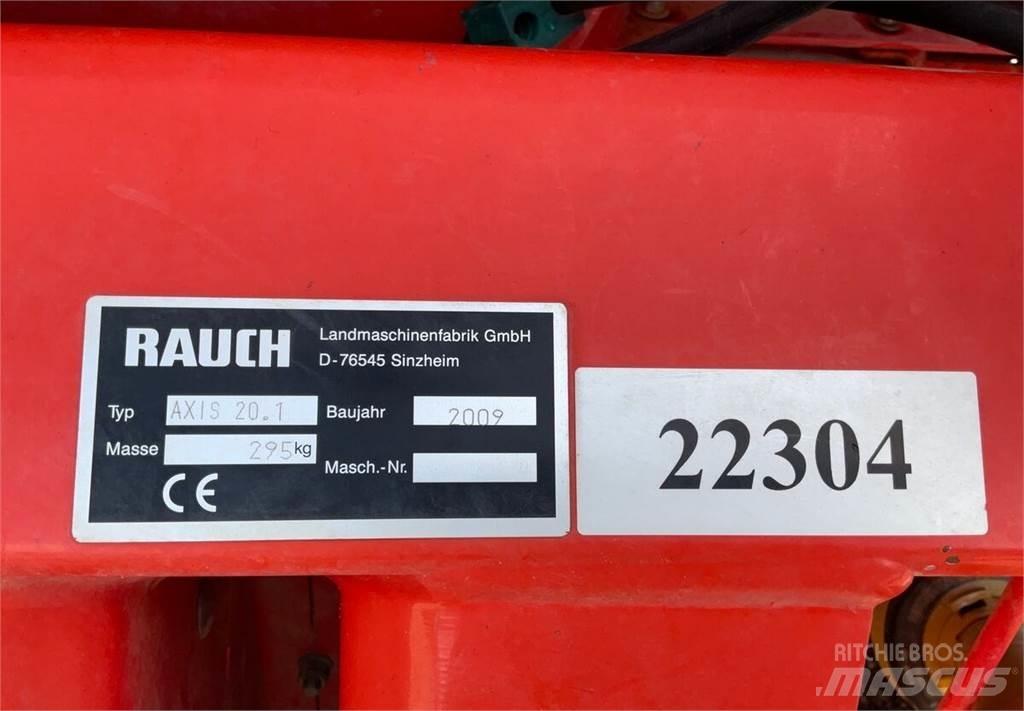 RAUCH
Landmaschinenfabrik GmbH
D-76545 Sinzheim
Typ AXIS 20.1
Baujahr 2009
Masse 295kg
Masch.-Nr.
CE
22304
RITCHIE BROS.
MASCUS